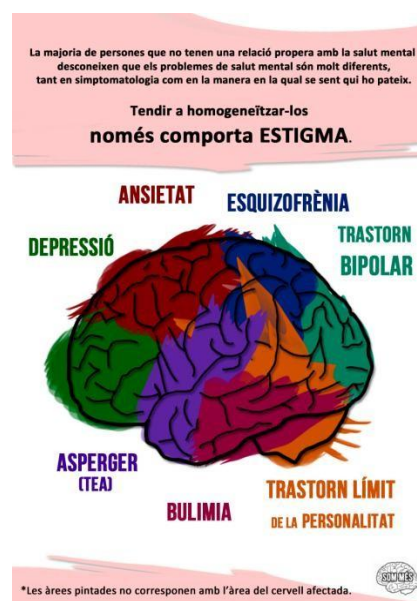 La majoria de persones que no tenen una relació propera amb la salut mental
desconeixen que els problemes de salut mental són molt diferents,
tant en simptomatologia com en la manera en la qual se sent qui ho pateix.
Tendir a homogeneïtzar-los
només comporta ESTIGMA.
ANSIETAT
ESQUIZOFRÈNIA
DEPRESSIÓ
TRASTORN
BIPOLAR
ASPERGER
(TEA)
BULIMIA
TRASTORN LÍMIT
DE LA PERSONALITAT
SOM MÉS
*Les àrees pintades no corresponen amb l'àrea del cervell afectada.